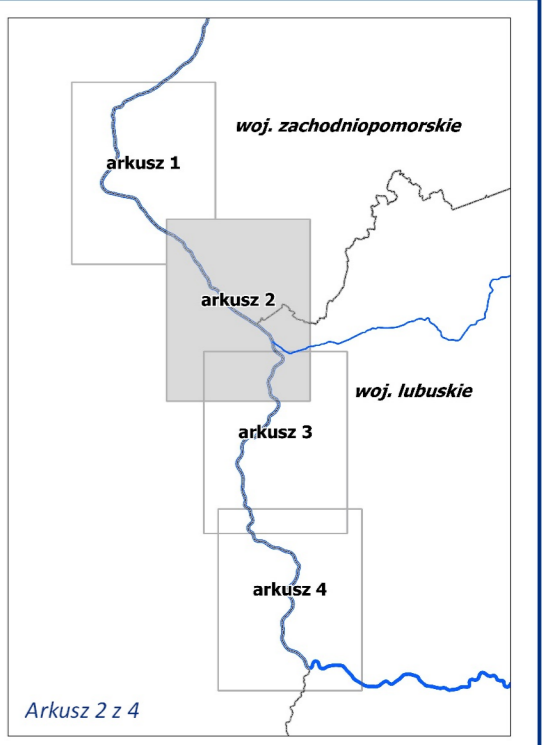 woj. zachodniopomorskie
arkusz 1
arkusz 2
woj. lubuskie
arkusz 3
arkusz 4
Arkusz 2 z 4